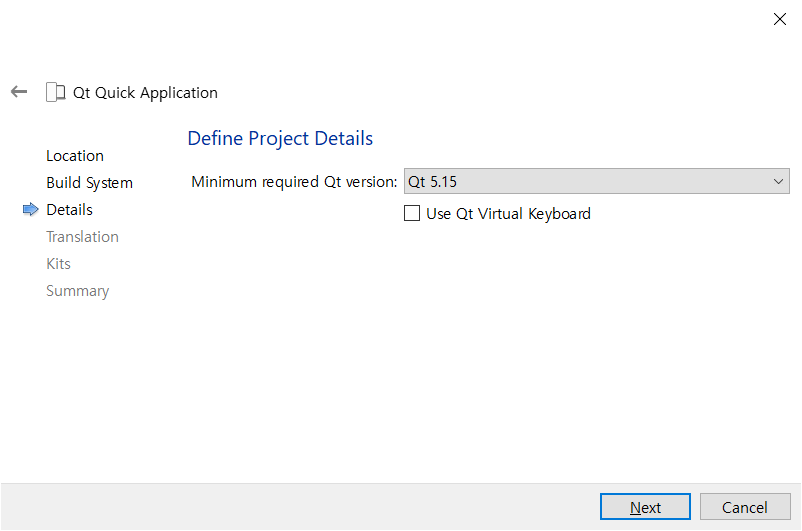 Qt Quick Application
Define Project Details
Location
Build System
Details
Translation
Kits
Summary
Minimum required Qt version: Qt 5.15
Use Qt Virtual Keyboard
Next Cancel